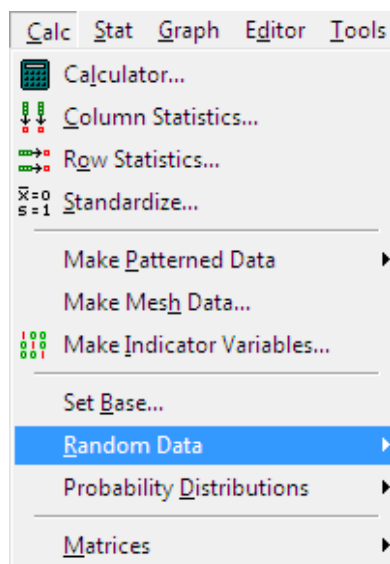 Calc Stat Graph Editor Tools
Calculator...
Column Statistics...
Row Statistics...
x̄=0
s=1 Standardize...
Make Patterned Data
Make Mesh Data...
Make Indicator Variables...
Set Base...
Random Data
Probability Distributions
Matrices